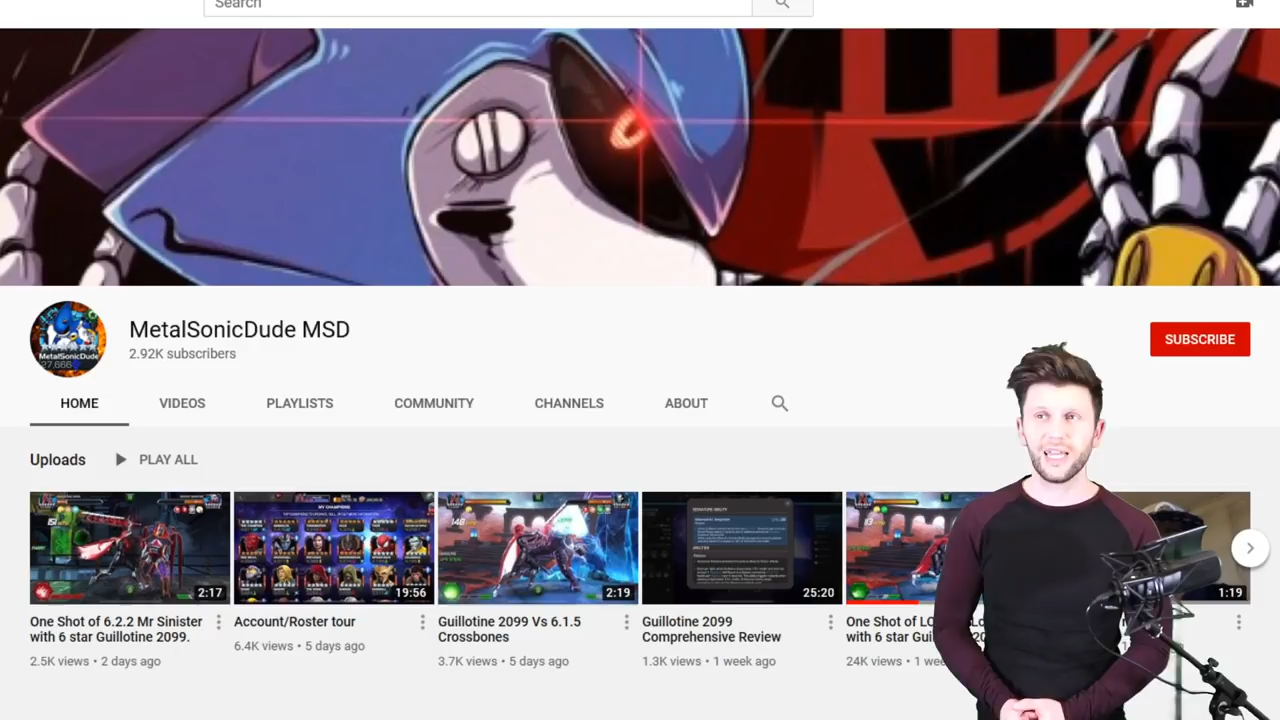 Search
MetalSonicDude MSD
2.92K subscribers
SUBSCRIBE
MetalSonicDude
27,666
HOME
VIDEOS
PLAYLISTS
COMMUNITY
CHANNELS
ABOUT
Uploads
PLAY ALL
2:17
19:56
2:19
25:20
1:19
One Shot of 6.2.2 Mr Sinister
with 6 star Guillotine 2099.
2.5K views • 2 days ago
Account/Roster tour
6.4K views • 5 days ago
Guillotine 2099 Vs 6.1.5
Crossbones
3.7K views • 5 days ago
Guillotine 2099
Comprehensive Review
1.3K views • 1 week ago
One Shot of
with 6 star
24K views • 1